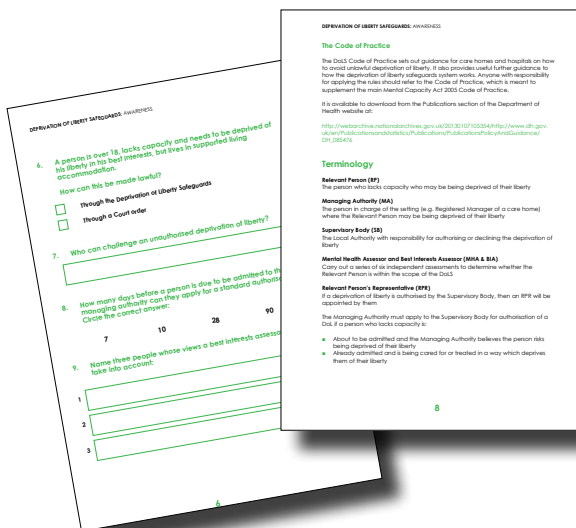 DEPRIVATION OF LIBERTY SAFEGUARDS: AWARENESS
6. A person is over 18, lacks capacity and needs to be deprived of
his liberty in his best interests, but lives in supported living
accommodation.
How can this be made lawful?
Through the Deprivation of Liberty Safeguards
Through a Court order
7. Who can challenge an unauthorised deprivation of liberty?
8. How many days before a person is due to be admitted to
managing authority can they apply for a standard
Circle the correct answer:
7 10 28 90
9. Name three people whose views a best interests
take into account:
1
2
3
6
DEPRIVATION OF LIBERTY SAFEGUARDS: AWARENESS
The Code of Practice
The DoLS Code of Practice sets out guidance for care homes and hospitals on how
to avoid unlawful deprivation of liberty. It also provides useful further guidance to
how the deprivation of liberty safeguards system works. Anyone with responsibility
for applying the rules should refer to the Code of Practice, which is meant to
supplement the main Mental Capacity Act 2005 Code of Practice.
It is available to download from the Publications section of the Department of
Health website at:
http://webarchive.nationalarchives.gov.uk/20130107105354/http://www.dh.gov.
uk/en/Publicationsandstatistics/Publications/PublicationsPolicyAndGuidance/
DH_085476
Terminology
Relevant Person (RP)
The person who lacks capacity who may be being deprived of their liberty
Managing Authority (MA)
The person in charge of the setting (e.g. Registered Manager of a care home)
where the Relevant Person may be being deprived of their liberty
Supervisory Body (SB)
The Local Authority with responsibility for authorising or declining the deprivation of
liberty
Mental Health Assessor and Best Interests Assessor (MHA & BIA)
Carry out a series of six independent assessments to determine whether the
Relevant Person is within the scope of the DoLS
Relevant Person's Representative (RPR)
If a deprivation of liberty is authorised by the Supervisory Body, then an RPR will be
appointed by them
The Managing Authority must apply to the Supervisory Body for authorisation of a
DoL if a person who lacks capacity is:
■ About to be admitted and the Managing Authority believes the person risks
being deprived of their liberty
■ Already admitted and is being cared for or treated in a way which deprives
them of their liberty
8